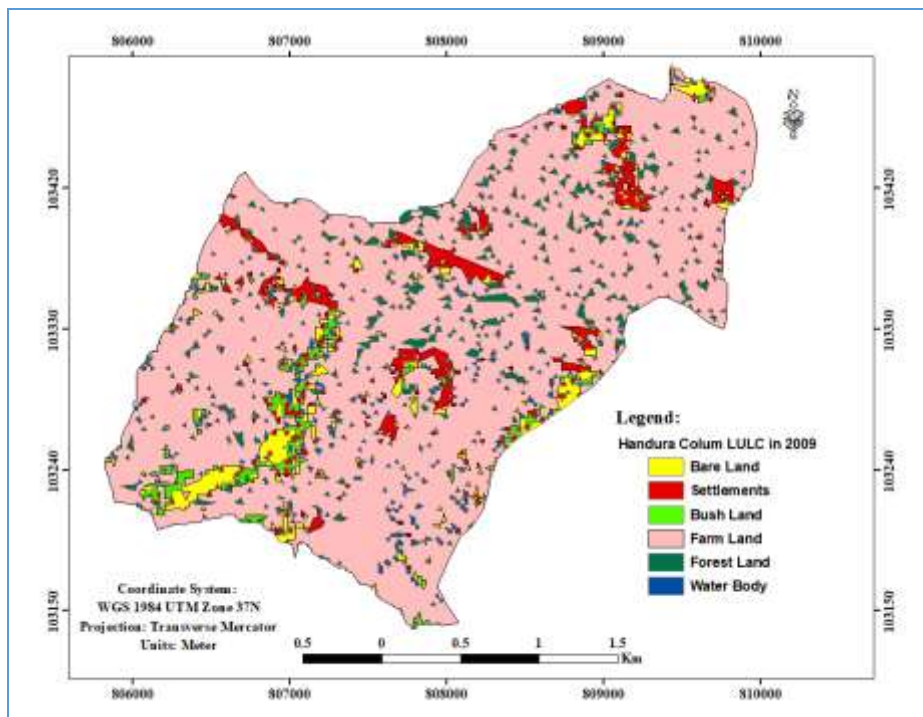 806000 807000 808000 809000 810000
N
103420 103420
103330 103330
103240 103240
103150 103150
Legend:
Handura Colum LULC in 2009
Bare Land
Settlements
Bush Land
Farm Land
Forest Land
Water Body
Coordinate System:
WGS 1984 UTM Zone 37N
Projection: Transverse Mercator
Units: Meter
0.5 0 0.5 1 1.5
Km
806000 807000 808000 809000 810000